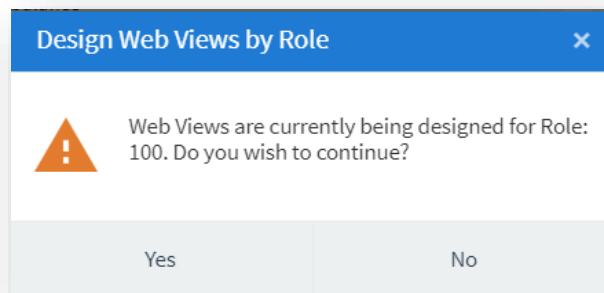 Design Web Views by Role
Web Views are currently being designed for Role:
100. Do you wish to continue?
Yes
No